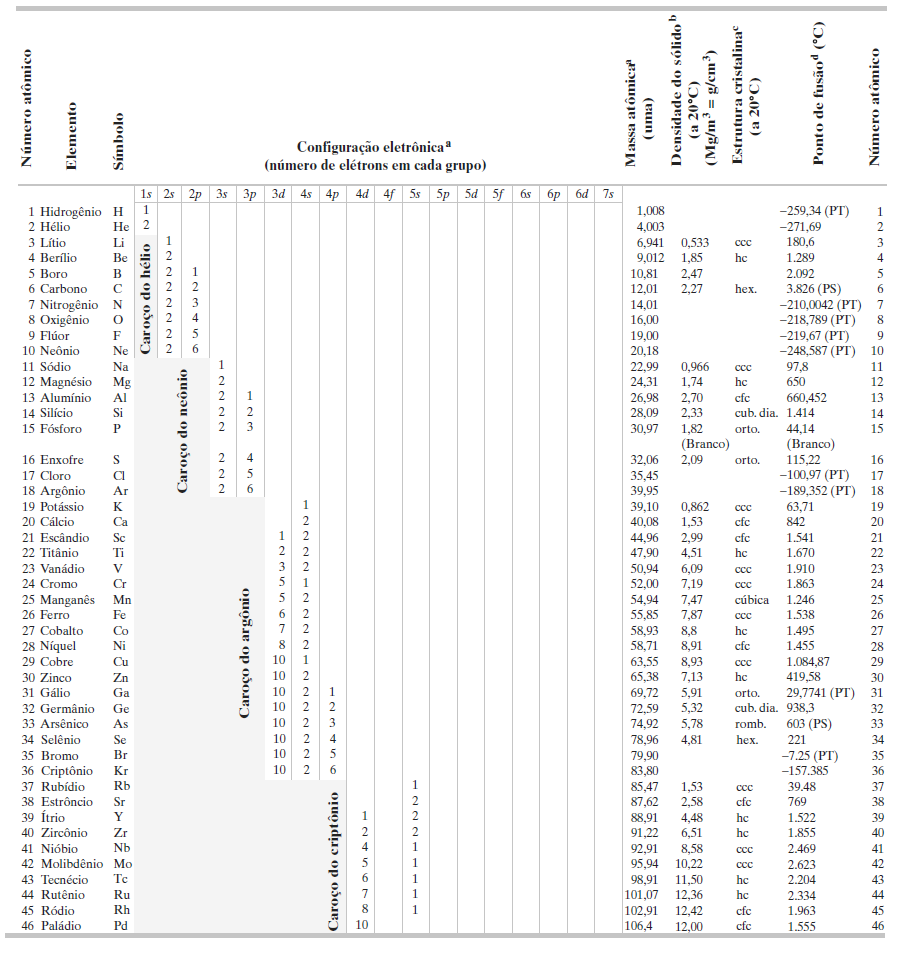 Número atômico
Elemento
Símbolo
Configuração eletrônicaᵃ
(número de elétrons em cada grupo)
Massa atômicaᵃ
(uma)
Densidade do sólidoᵇ
(a 20°C)
(Mg/m³ = g/cm³)
Estrutura cristalinaᶜ
(a 20°C)
Ponto de fusãoᵈ (°C)
Número atômico
1s 2s 2p 3s 3p 3d 4s 4p 4d 4f 5s 5p 5d 5f 6s 6p 6d 7s
1 Hidrogênio H 1 1,008 −259,34 (PT) 1
2 Hélio He 2 4,003 −271,69 2
3 Lítio Li 1 6,941 0,533 ccc 180,6 3
4 Berílio Be 2 9,012 1,85 hc 1.289 4
5 Boro B 2 1 10,81 2,47 2.092 5
6 Carbono C 2 2 12,01 2,27 hex. 3.826 (PS) 6
7 Nitrogênio N 2 3 14,01 −210,0042 (PT) 7
8 Oxigênio O 2 4 16,00 −218,789 (PT) 8
9 Flúor F 2 5 19,00 −219,67 (PT) 9
10 Neônio Ne 2 6 20,18 −248,587 (PT) 10
Caroço do hélio
11 Sódio Na 1 22,99 0,966 ccc 97,8 11
12 Magnésio Mg 2 24,31 1,74 hc 650 12
13 Alumínio Al 2 1 26,98 2,70 cfc 660,452 13
14 Silício Si 2 2 28,09 2,33 cub. dia. 1.414 14
15 Fósforo P 2 3 30,97 1,82 orto. 44,14 15
(Branco) (Branco)
16 Enxofre S 2 4 32,06 2,09 orto. 115,22 16
17 Cloro Cl 2 5 35,45 −100,97 (PT) 17
18 Argônio Ar 2 6 39,95 −189,352 (PT) 18
Caroço do neônio
19 Potássio K 1 39,10 0,862 ccc 63,71 19
20 Cálcio Ca 2 40,08 1,53 cfc 842 20
21 Escândio Sc 1 2 44,96 2,99 cfc 1.541 21
22 Titânio Ti 2 2 47,90 4,51 hc 1.670 22
23 Vanádio V 3 2 50,94 6,09 ccc 1.910 23
24 Cromo Cr 5 1 52,00 7,19 ccc 1.863 24
25 Manganês Mn 5 2 54,94 7,47 cúbica 1.246 25
26 Ferro Fe 6 2 55,85 7,87 ccc 1.538 26
27 Cobalto Co 7 2 58,93 8,8 hc 1.495 27
28 Níquel Ni 8 2 58,71 8,91 cfc 1.455 28
29 Cobre Cu 10 1 63,55 8,93 ccc 1.084,87 29
30 Zinco Zn 10 2 65,38 7,13 hc 419,58 30
31 Gálio Ga 10 2 1 69,72 5,91 orto. 29,7741 (PT) 31
32 Germânio Ge 10 2 2 72,59 5,32 cub. dia. 938,3 32
33 Arsênico As 10 2 3 74,92 5,78 romb. 603 (PS) 33
34 Selênio Se 10 2 4 78,96 4,81 hex. 221 34
35 Bromo Br 10 2 5 79,90 −7.25 (PT) 35
36 Criptônio Kr 10 2 6 83,80 −157.385 36
Caroço do argônio
37 Rubídio Rb 1 85,47 1,53 ccc 39.48 37
38 Estrôncio Sr 2 87,62 2,58 cfc 769 38
39 Ítrio Y 1 2 88,91 4,48 hc 1.522 39
40 Zircônio Zr 2 2 91,22 6,51 hc 1.855 40
41 Nióbio Nb 4 1 92,91 8,58 ccc 2.469 41
42 Molibdênio Mo 5 1 95,94 10,22 ccc 2.623 42
43 Tecnécio Tc 6 1 98,91 11,50 hc 2.204 43
44 Rutênio Ru 7 1 101,07 12,36 hc 2.334 44
45 Ródio Rh 8 1 102,91 12,42 cfc 1.963 45
46 Paládio Pd 10 106,4 12,00 cfc 1.555 46
Caroço do criptônio